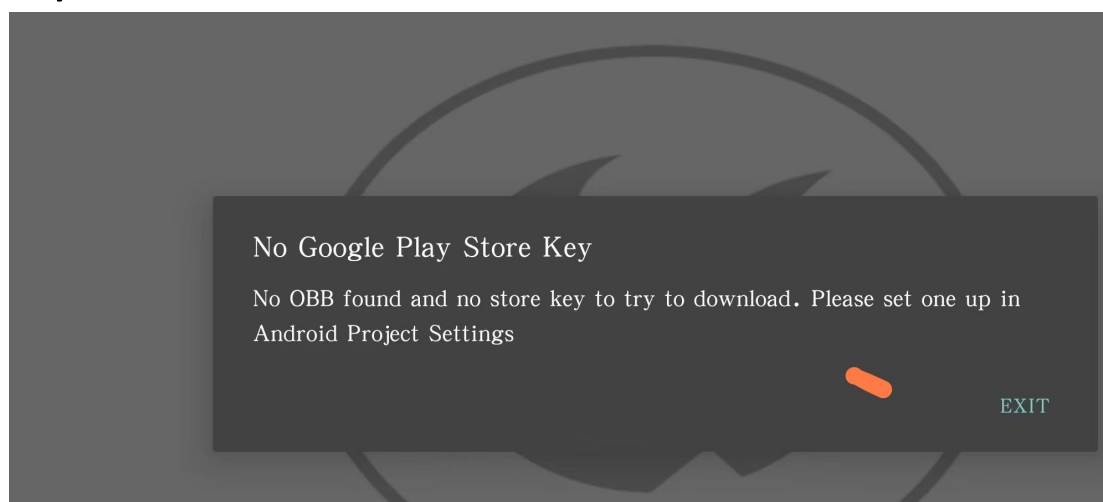 No Google Play Store Key
No OBB found and no store key to try to download. Please set one up in
Android Project Settings
EXIT